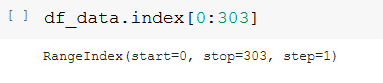 [ ] df_data.index[0:303]
RangeIndex(start=0, stop=303, step=1)